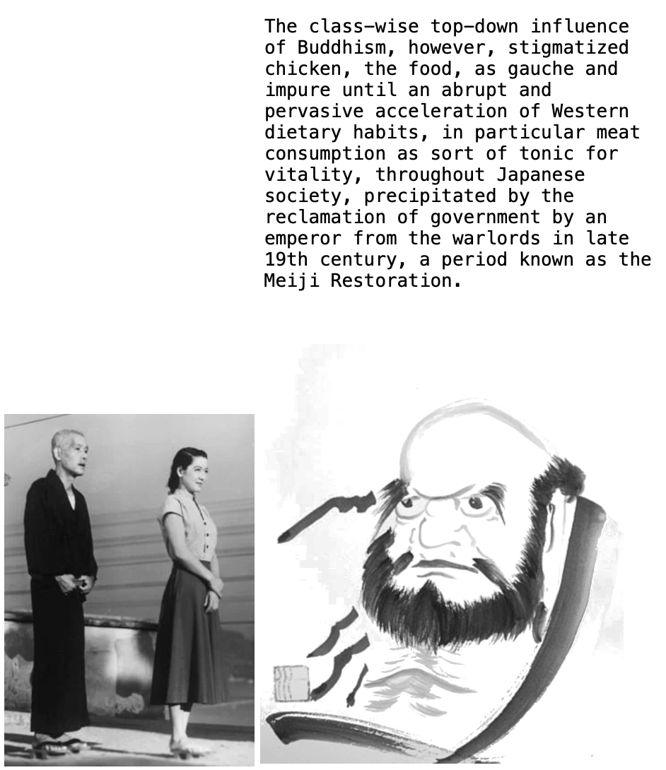 The class-wise top-down influence
of Buddhism, however, stigmatized
chicken, the food, as gauche and
impure until an abrupt and
pervasive acceleration of Western
dietary habits, in particular meat
consumption as sort of tonic for
vitality, throughout Japanese
society, precipitated by the
reclamation of government by an
emperor from the warlords in late
19th century, a period known as the
Meiji Restoration.